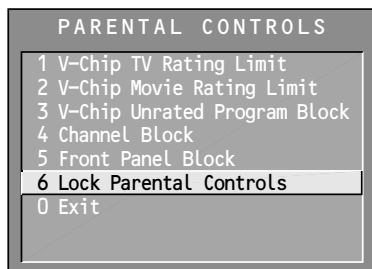 PARENTAL CONTROLS
1 V-Chip TV Rating Limit
2 V-Chip Movie Rating Limit
3 V-Chip Unrated Program Block
4 Channel Block
5 Front Panel Block
6 Lock Parental Controls
0 Exit